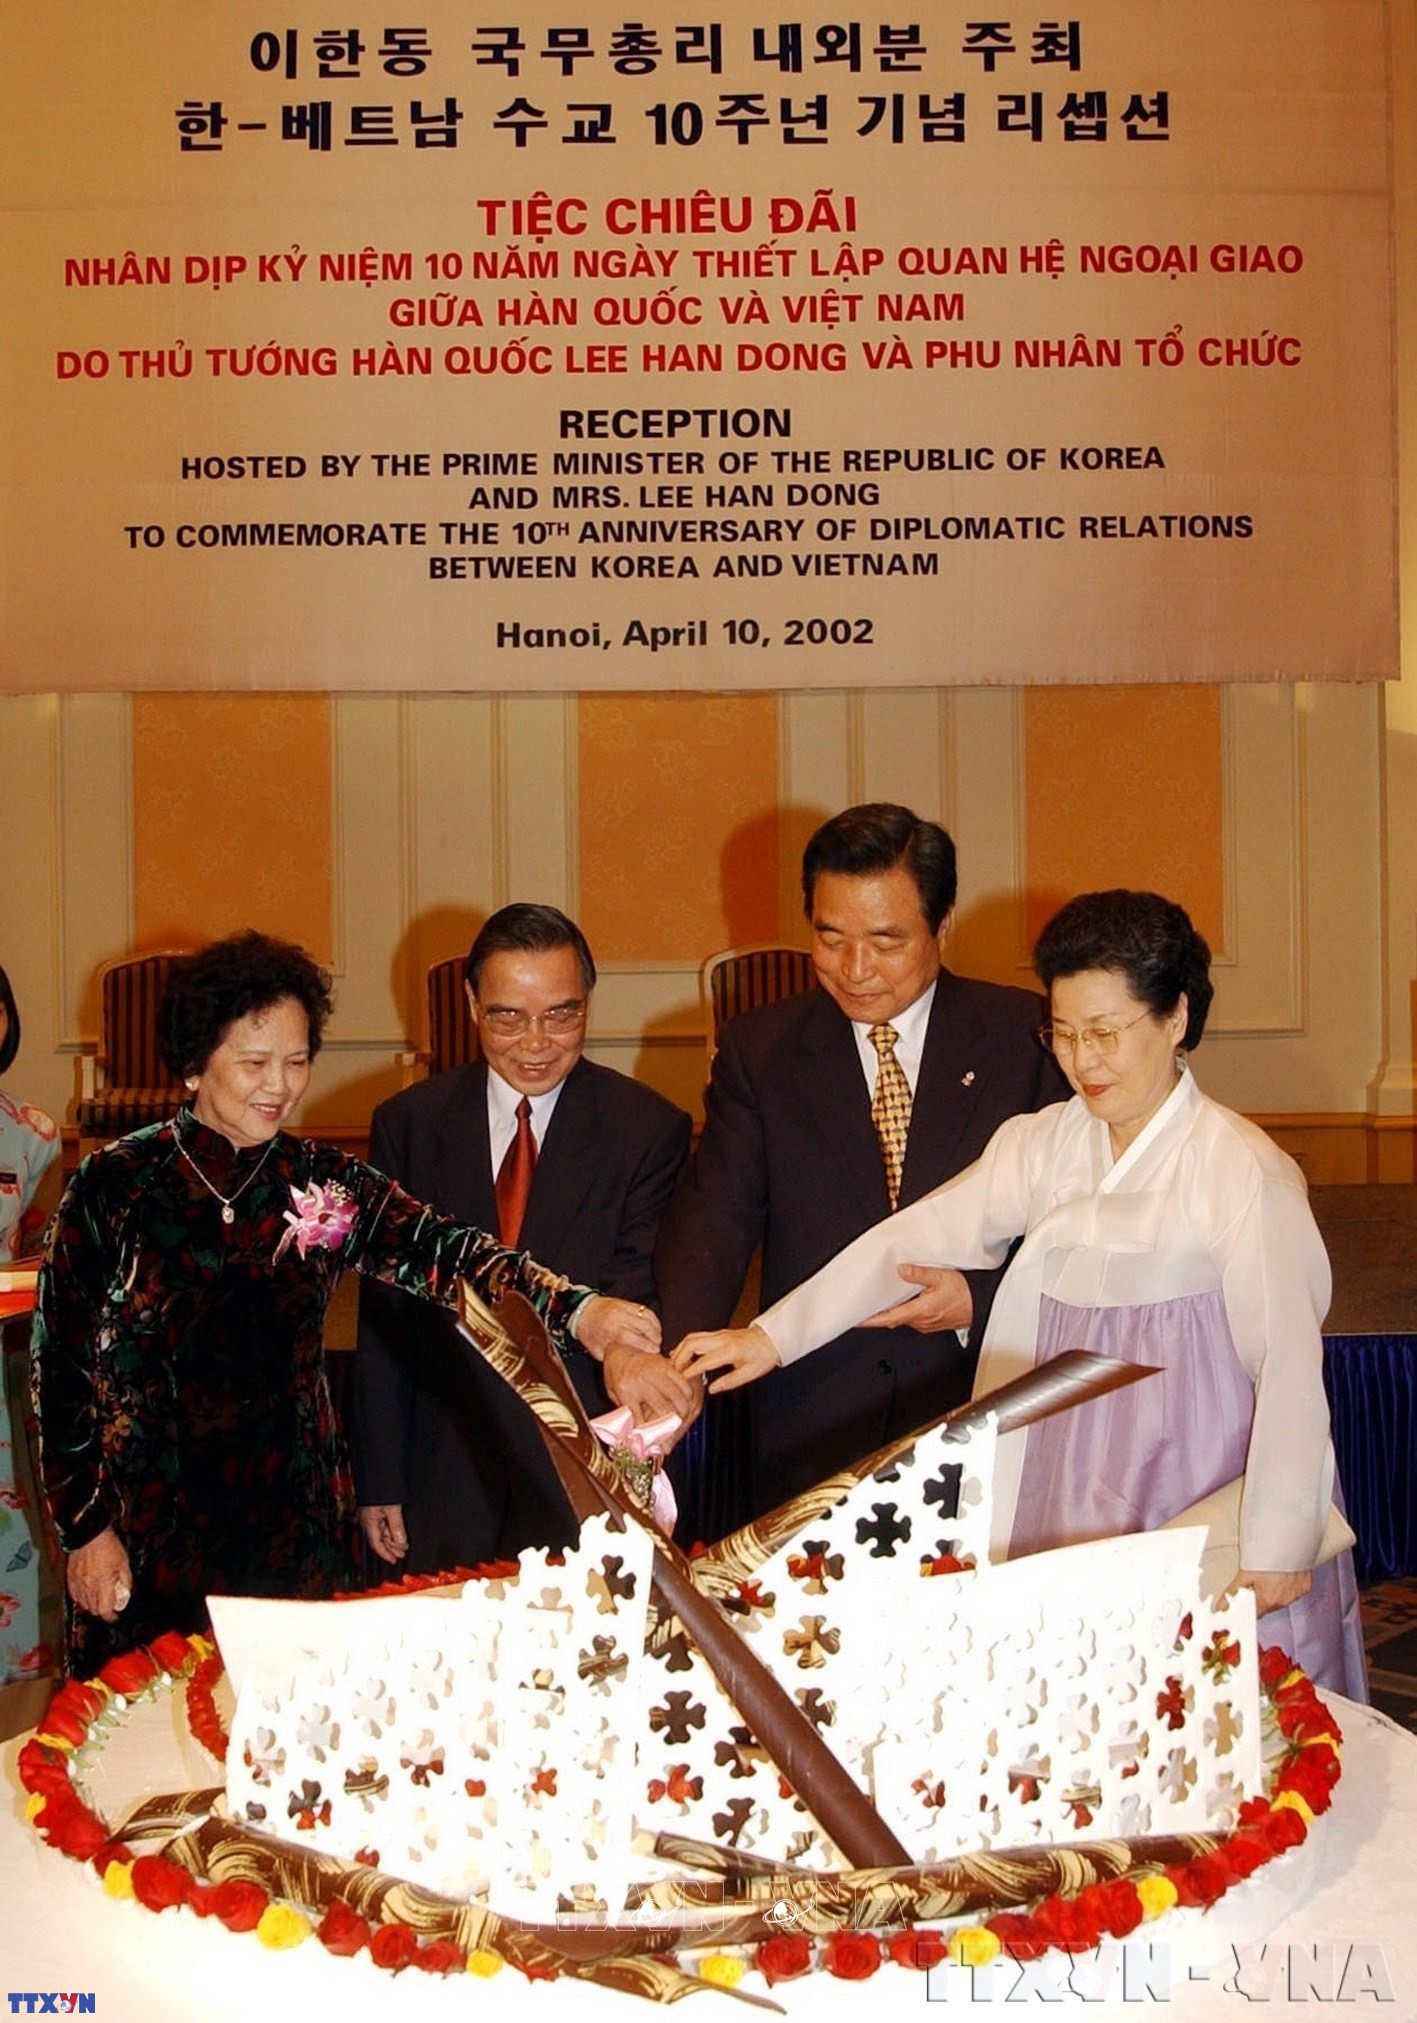 이한동 국무총리 내외분 주최
한-베트남 수교 10주년 기념 리셉션
TIỆC CHIÊU ĐÃI
NHÂN DỊP KỶ NIỆM 10 NĂM NGÀY THIẾT LẬP QUAN HỆ NGOẠI GIAO
GIỮA HÀN QUỐC VÀ VIỆT NAM
DO THỦ TƯỚNG HÀN QUỐC LEE HAN DONG VÀ PHU NHÂN TỔ CHỨC
RECEPTION
HOSTED BY THE PRIME MINISTER OF THE REPUBLIC OF KOREA
AND MRS. LEE HAN DONG
TO COMMEMORATE THE 10TH ANNIVERSARY OF DIPLOMATIC RELATIONS
BETWEEN KOREA AND VIETNAM
Hanoi, April 10, 2002
TTXVN-VNA
TTXVN-VNA
TTXVN